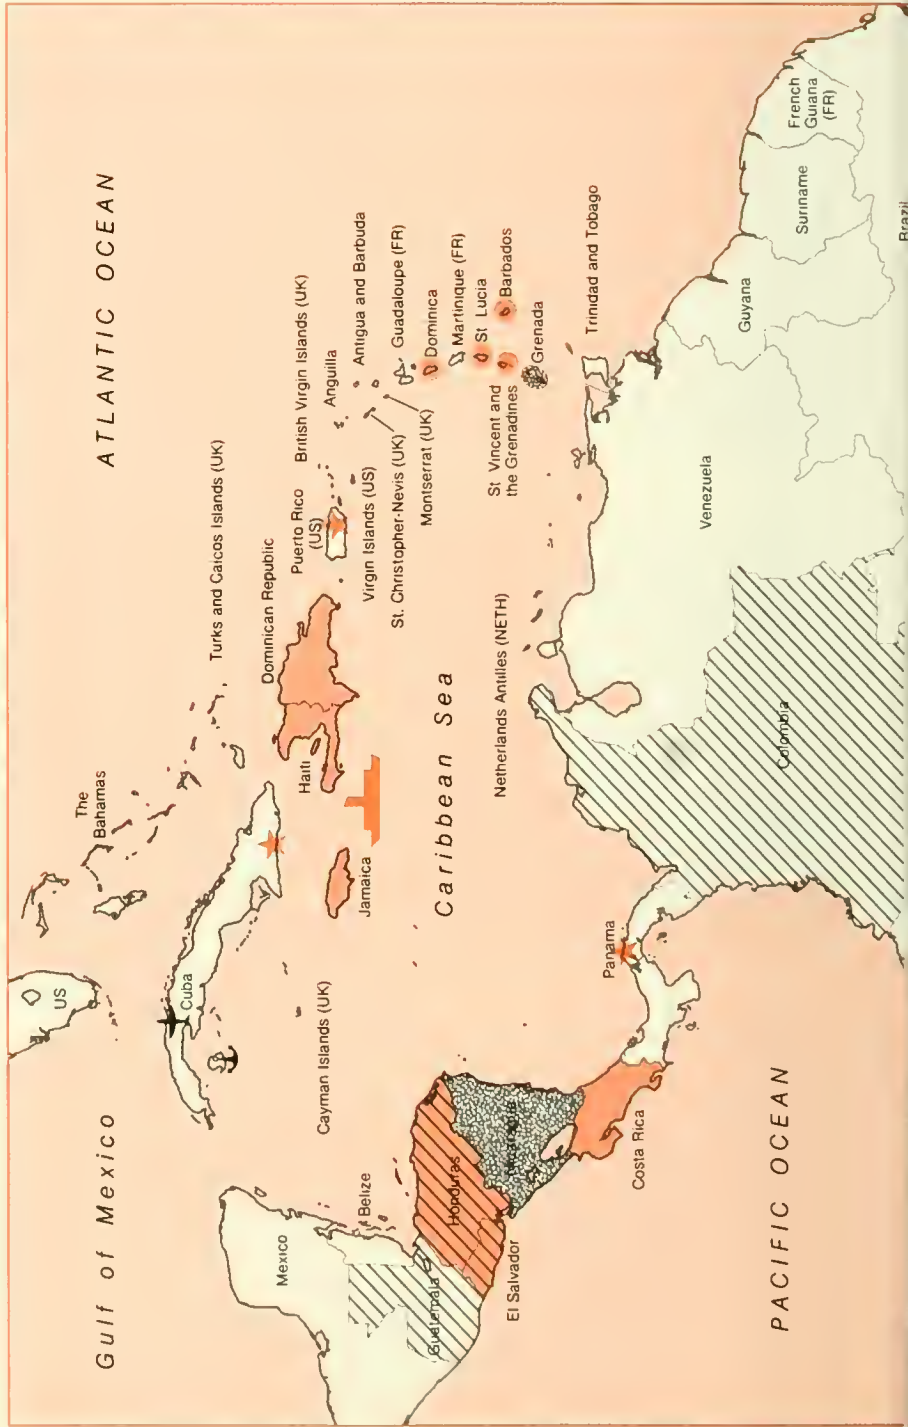 Gulf of Mexico
ATLANTIC OCEAN
US
The
Bahamas
Cuba
Turks and Caicos Islands (UK)
Mexico
Cayman Islands (UK)
Jamaica
Haiti
Dominican Republic
Puerto Rico
(US)
British Virgin Islands (UK)
Anguilla
Antigua and Barbuda
Virgin Islands (US)
St. Christopher-Nevis (UK)
Montserrat (UK)
Guadaloupe (FR)
Dominica
Martinique (FR)
St Lucia
Barbados
St Vincent and
the Grenadines
Grenada
Trinidad and Tobago
Belize
Caribbean Sea
Guatemala
Honduras
El Salvador
Nicaragua
Netherlands Antilles (NETH)
Costa Rica
Panama
Venezuela
Guyana
Suriname
French
Guiana
(FR)
Colombia
Brazil
PACIFIC OCEAN